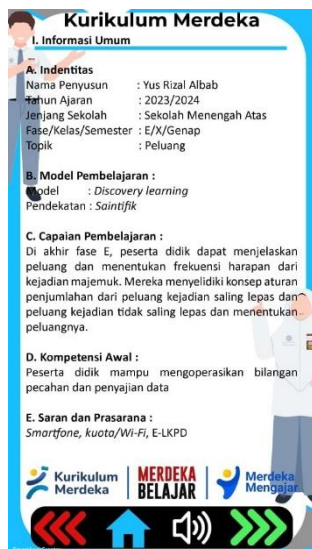 Kurikulum Merdeka
I. Informasi Umum
A. Indentitas
Nama Penyusun : Yus Rizal Albab
Tahun Ajaran : 2023/2024
Jenjang Sekolah : Sekolah Menengah Atas
Fase/Kelas/Semester : E/X/Genap
Topik : Peluang
B. Model Pembelajaran :
Model : Discovery learning
Pendekatan : Saintifik
C. Capaian Pembelajaran :
Di akhir fase E, peserta didik dapat menjelaskan
peluang dan menentukan frekuensi harapan dari
kejadian majemuk. Mereka menyelidiki konsep aturan
penjumlahan dari peluang kejadian saling lepas dan
peluang kejadian tidak saling lepas dan menentukan
peluangnya.
D. Kompetensi Awal :
Peserta didik mampu mengoperasikan bilangan
pecahan dan penyajian data
E. Saran dan Prasarana :
Smartfone, kuota/Wi-Fi, E-LKPD
Kurikulum
Merdeka
MERDEKA
BELAJAR
Merdeka
Mengajar